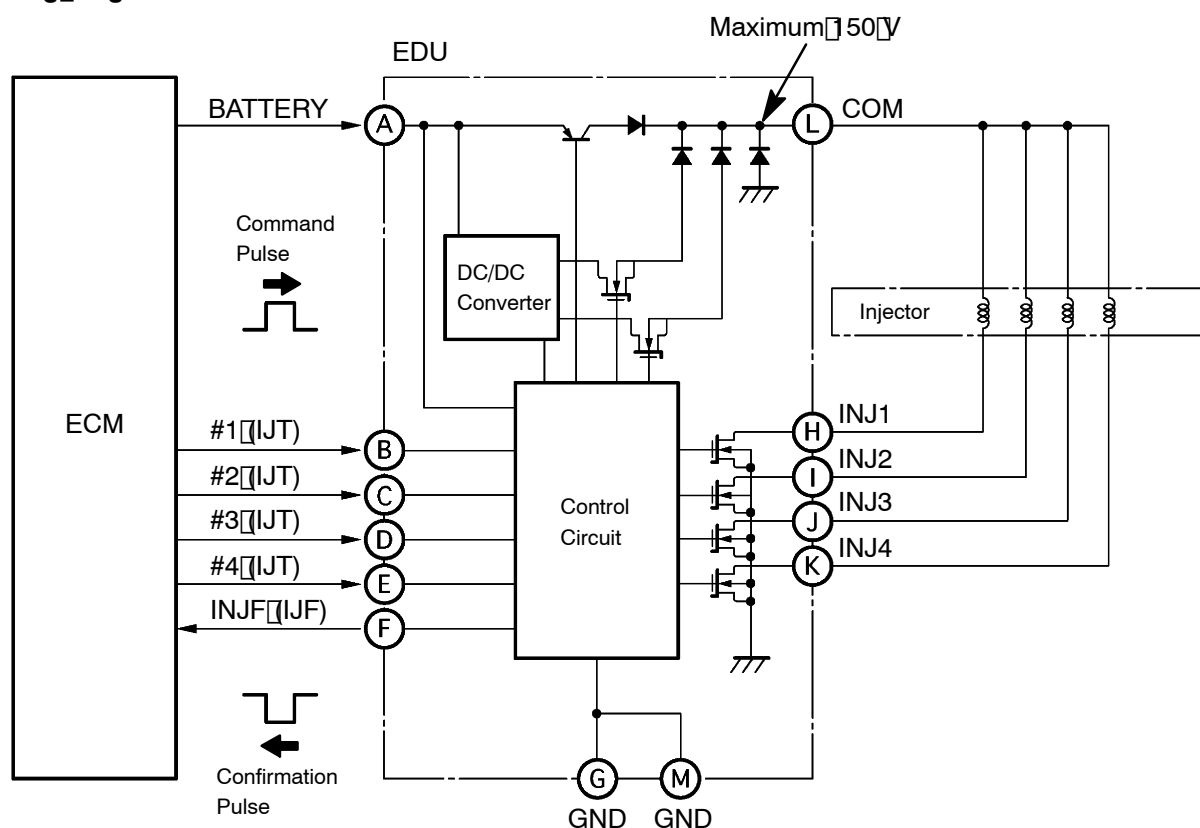 Maximum 150 V
EDU
BATTERY
A
L
COM
Command
Pulse
DC/DC
Converter
Injector
ECM
#1 (IJT)
B
H
INJ1
#2 (IJT)
C
I
INJ2
#3 (IJT)
D
J
INJ3
#4 (IJT)
E
K
INJ4
INJF (IJF)
F
Control
Circuit
Confirmation
Pulse
G
M
GND
GND